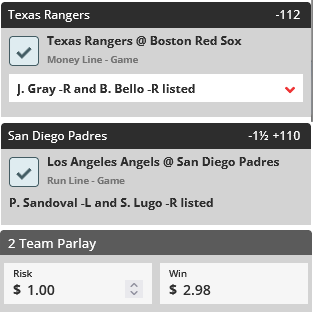 Texas Rangers -112
Texas Rangers @ Boston Red Sox
Money Line - Game
J. Gray -R and B. Bello -R listed
San Diego Padres -1½ +110
Los Angeles Angels @ San Diego Padres
Run Line - Game
P. Sandoval -L and S. Lugo -R listed
2 Team Parlay
Risk Win
$ 1.00 $ 2.98